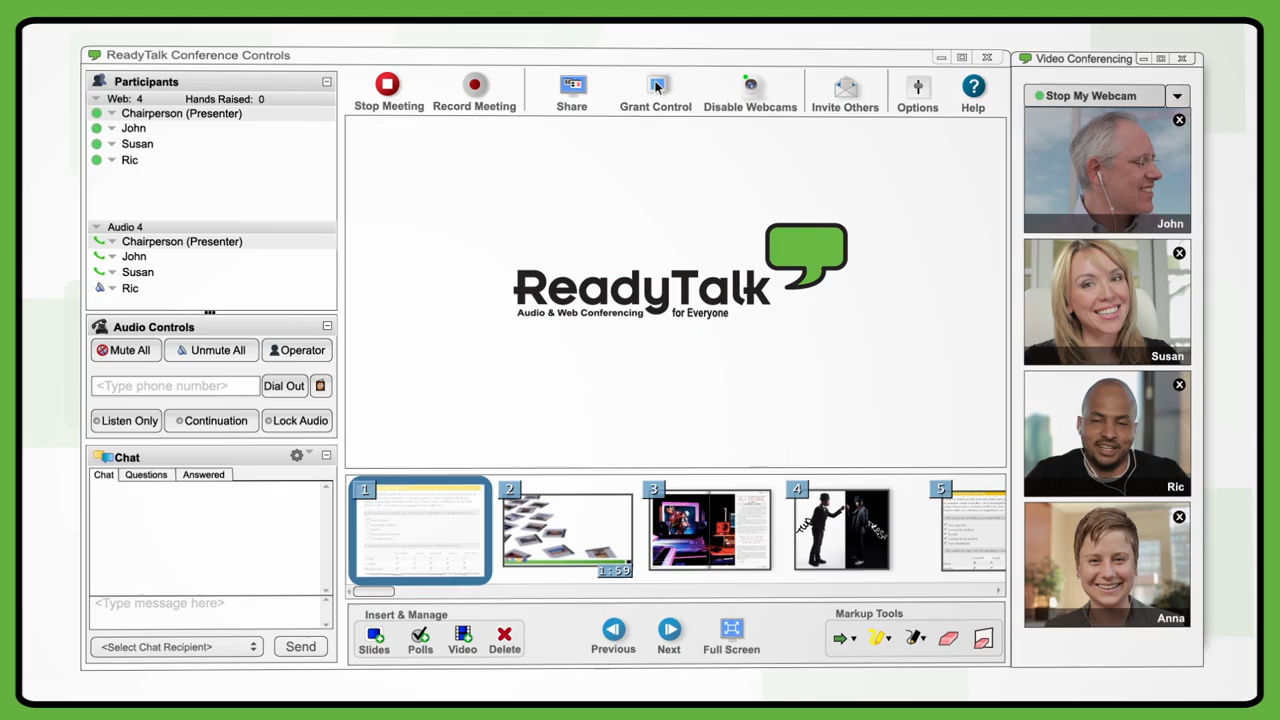 ReadyTalk Conference Controls
Participants
Web: 4 Hands Raised: 0
Chairperson (Presenter)
John
Susan
Ric
Audio 4
Chairperson (Presenter)
John
Susan
Ric
Audio Controls
Mute All Unmute All Operator
<Type phone number> Dial Out
Listen Only Continuation Lock Audio
Chat
Chat Questions Answered
<Type message here>
<Select Chat Recipient> Send
Stop Meeting Record Meeting Share Grant Control Disable Webcams Invite Others Options Help
ReadyTalk
Audio & Web Conferencing for Everyone
1 2 3 4 5
1:59
Insert & Manage
Slides Polls Video Delete
Previous Next Full Screen
Markup Tools
Video Conferencing
Stop My Webcam
John
Susan
Ric
Anna